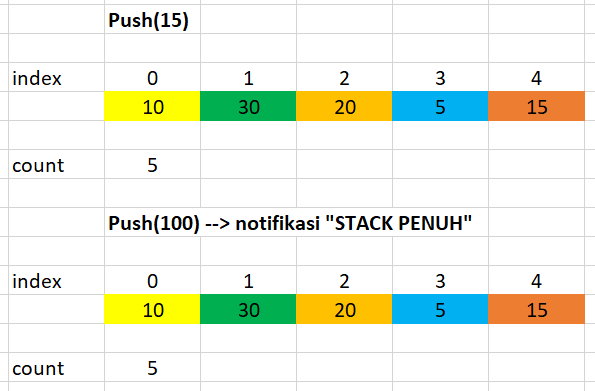 Push(15)
index 0 1 2 3 4
10 30 20 5 15
count 5
Push(100) --> notifikasi "STACK PENUH"
index 0 1 2 3 4
10 30 20 5 15
count 5